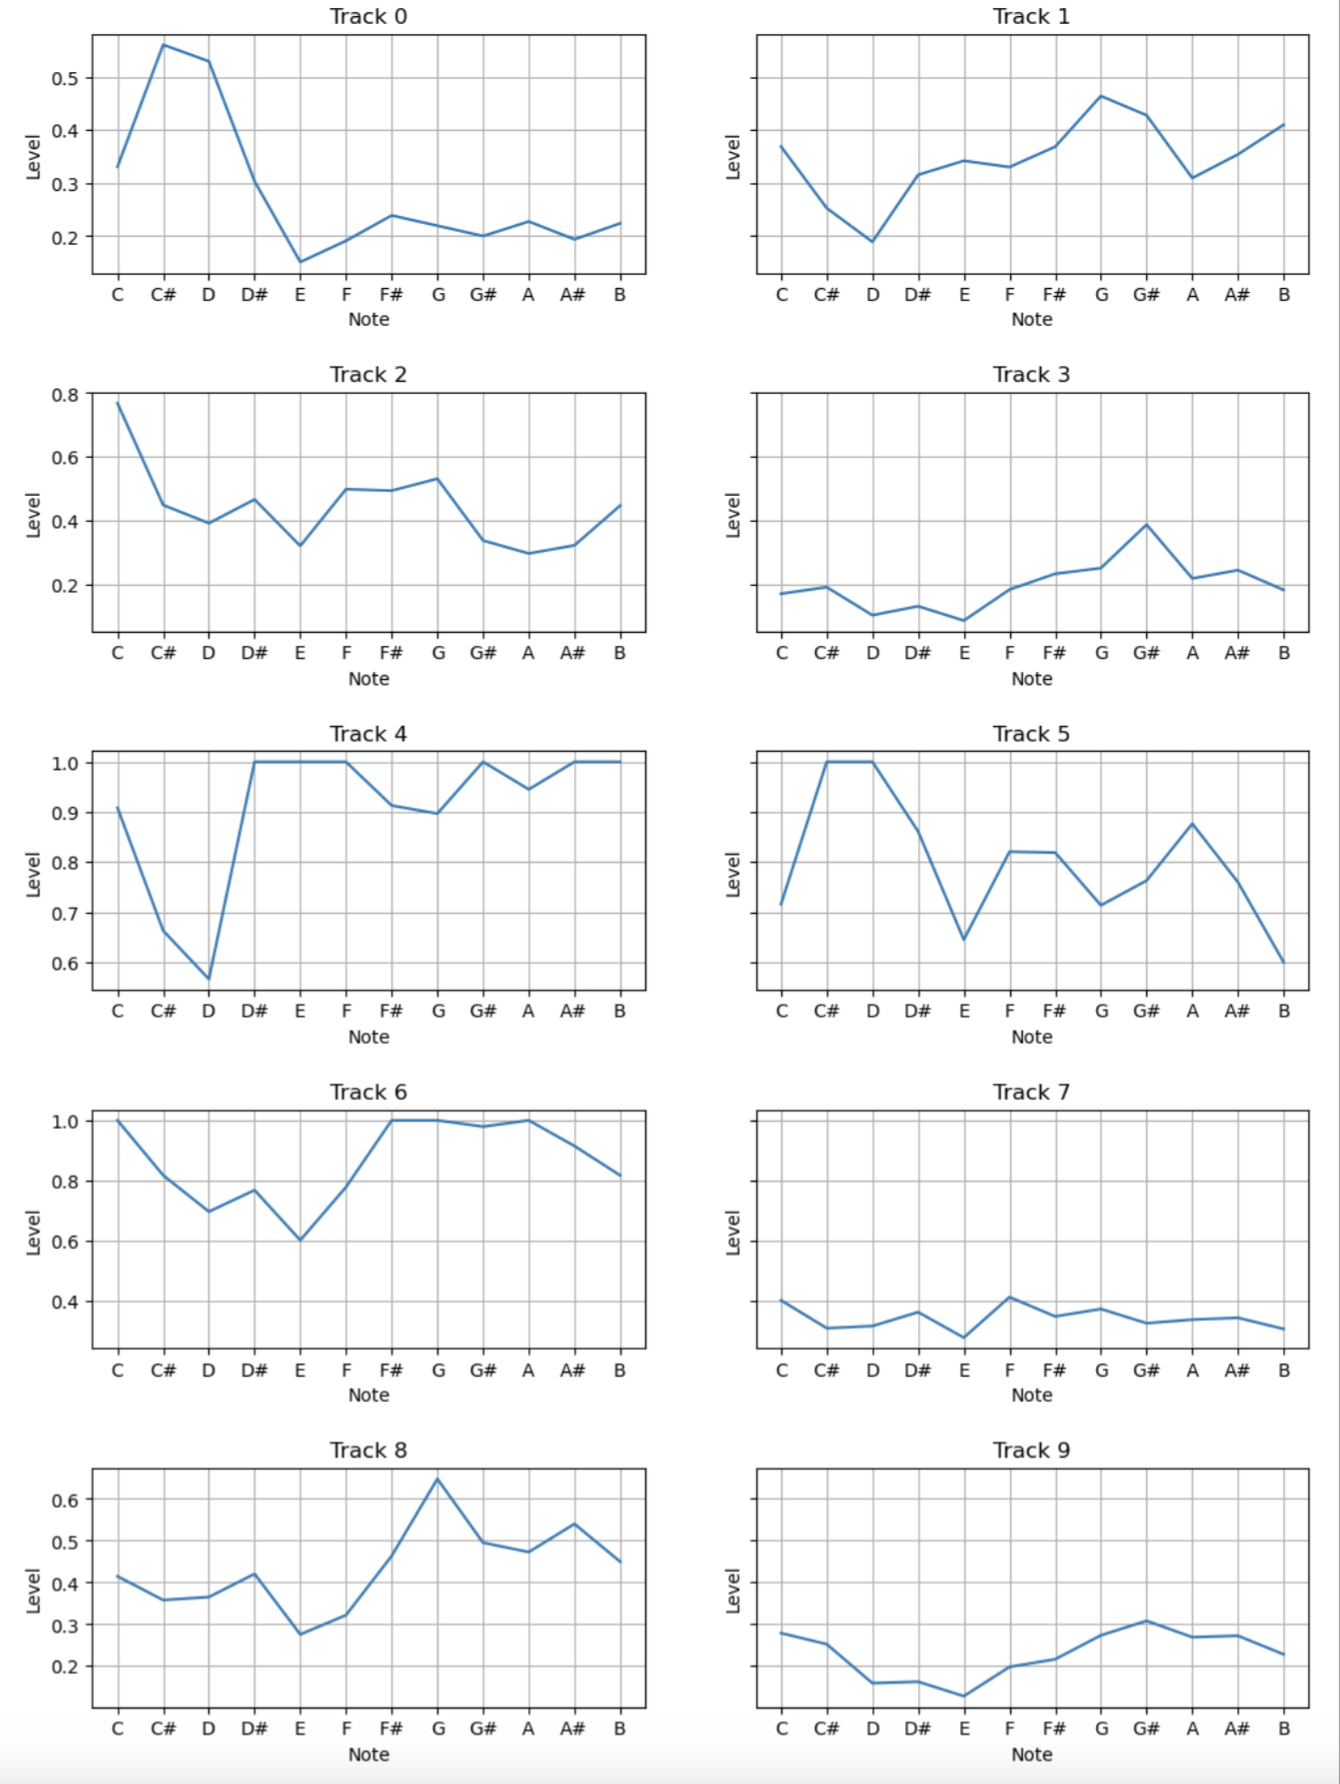 Track 0
Track 1
0.5
0.4
0.3
0.2
Level
Level
C C# D D# E F F# G G# A A# B
C C# D D# E F F# G G# A A# B
Note
Note
Track 2
Track 3
0.8
0.6
0.4
0.2
Level
Level
C C# D D# E F F# G G# A A# B
C C# D D# E F F# G G# A A# B
Note
Note
Track 4
Track 5
1.0
0.9
0.8
0.7
0.6
Level
Level
C C# D D# E F F# G G# A A# B
C C# D D# E F F# G G# A A# B
Note
Note
Track 6
Track 7
1.0
0.8
0.6
0.4
Level
Level
C C# D D# E F F# G G# A A# B
C C# D D# E F F# G G# A A# B
Note
Note
Track 8
Track 9
0.6
0.5
0.4
0.3
0.2
Level
Level
C C# D D# E F F# G G# A A# B
C C# D D# E F F# G G# A A# B
Note
Note